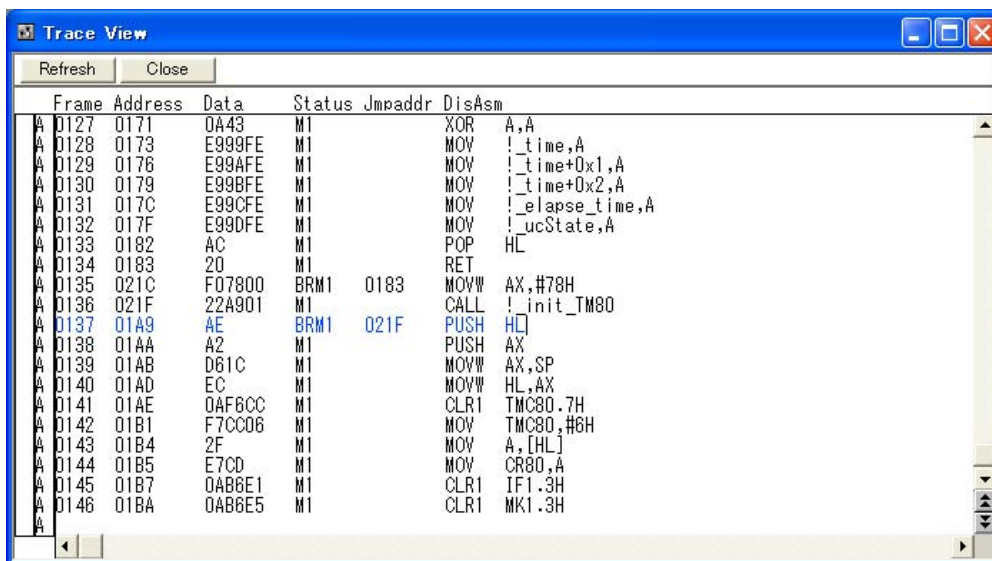 Trace View
Refresh Close
Frame Address Data Status Jmpaddr DisAsm
A 0127 0171 0A43 M1 XOR A,A
A 0128 0173 E999FE M1 MOV !_time,A
A 0129 0176 E99AFE M1 MOV !_time+0x1,A
A 0130 0179 E99BFE M1 MOV !_time+0x2,A
A 0131 017C E99CFE M1 MOV !_elapse_time,A
A 0132 017F E99DFE M1 MOV !_ucState,A
A 0133 0182 AC M1 POP HL
A 0134 0183 20 M1 RET
A 0135 021C F07800 BRM1 0183 MOVW AX,#78H
A 0136 021F 22A901 M1 CALL !_init_TM80
A 0137 01A9 AE BRM1 021F PUSH HL
A 0138 01AA A2 M1 PUSH AX
A 0139 01AB D61C M1 MOVW AX,SP
A 0140 01AD EC M1 MOVW HL,AX
A 0141 01AE 0AF6CC M1 CLR1 TMC80.7H
A 0142 01B1 F7CC06 M1 MOV TMC80,#6H
A 0143 01B4 2F M1 MOV A,[HL]
A 0144 01B5 E7CD M1 MOV CR80,A
A 0145 01B7 0AB6E1 M1 CLR1 IF1.3H
A 0146 01BA 0AB6E5 M1 CLR1 MK1.3H
A